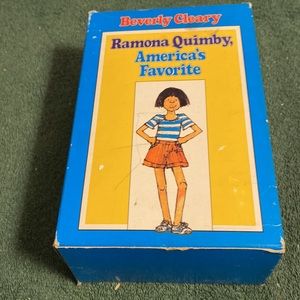 Beverly Cleary
Ramona Quimby,
America's
Favorite